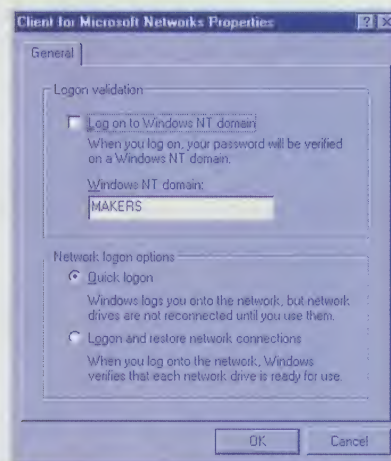 Client for Microsoft Networks Properties
General
Logon validation
Log on to Windows NT domain
When you log on, your password will be verified
on a Windows NT domain.
Windows NT domain:
MAKERS
Network logon options
Quick logon
Windows logs you onto the network, but network
drives are not reconnected until you use them.
Logon and restore network connections
When you log onto the network, Windows
verifies that each network drive is ready for use.
OK
Cancel